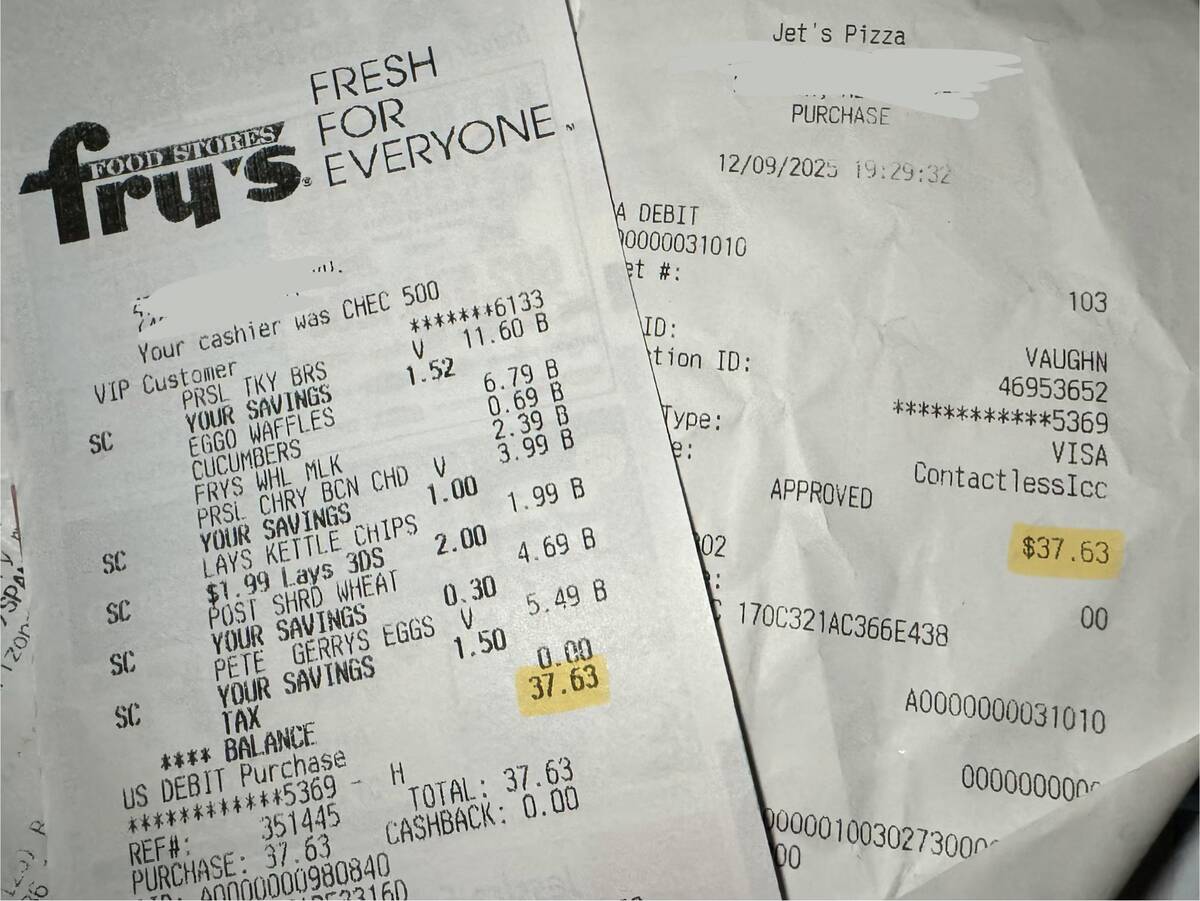 fry's
FOOD STORES
FRESH
FOR
EVERYONE
Your cashier was CHEC 500
VIP Customer *******6133
PRSL TKY BRS V 11.60 B
SC YOUR SAVINGS 1.52
EGGO WAFFLES 6.79 B
CUCUMBERS 0.69 B
FRYS WHL MLK 2.39 B
PRSL CHRY BCN CHD V 3.99 B
SC YOUR SAVINGS 1.00
LAYS KETTLE CHIPS 1.99 B
SC $1.99 Lays 3DS 2.00
POST SHRD WHEAT 4.69 B
SC YOUR SAVINGS 0.30
PETE GERRYS EGGS V 5.49 B
SC YOUR SAVINGS 1.50
TAX 0.00
**** BALANCE 37.63
US DEBIT Purchase
************5369 - H
REF#: 351445 TOTAL: 37.63
PURCHASE: 37.63 CASHBACK: 0.00
A0000000980840
Jet's Pizza
PURCHASE
12/09/2025 19:29:32
A DEBIT
00000031010
et #:
103
ID:
VAUGHN
tion ID:
46953652
************5369
Type:
VISA
e:
ContactlessIcc
APPROVED
$37.63
02
00
170C321AC366E438
A0000000031010
000000000
00